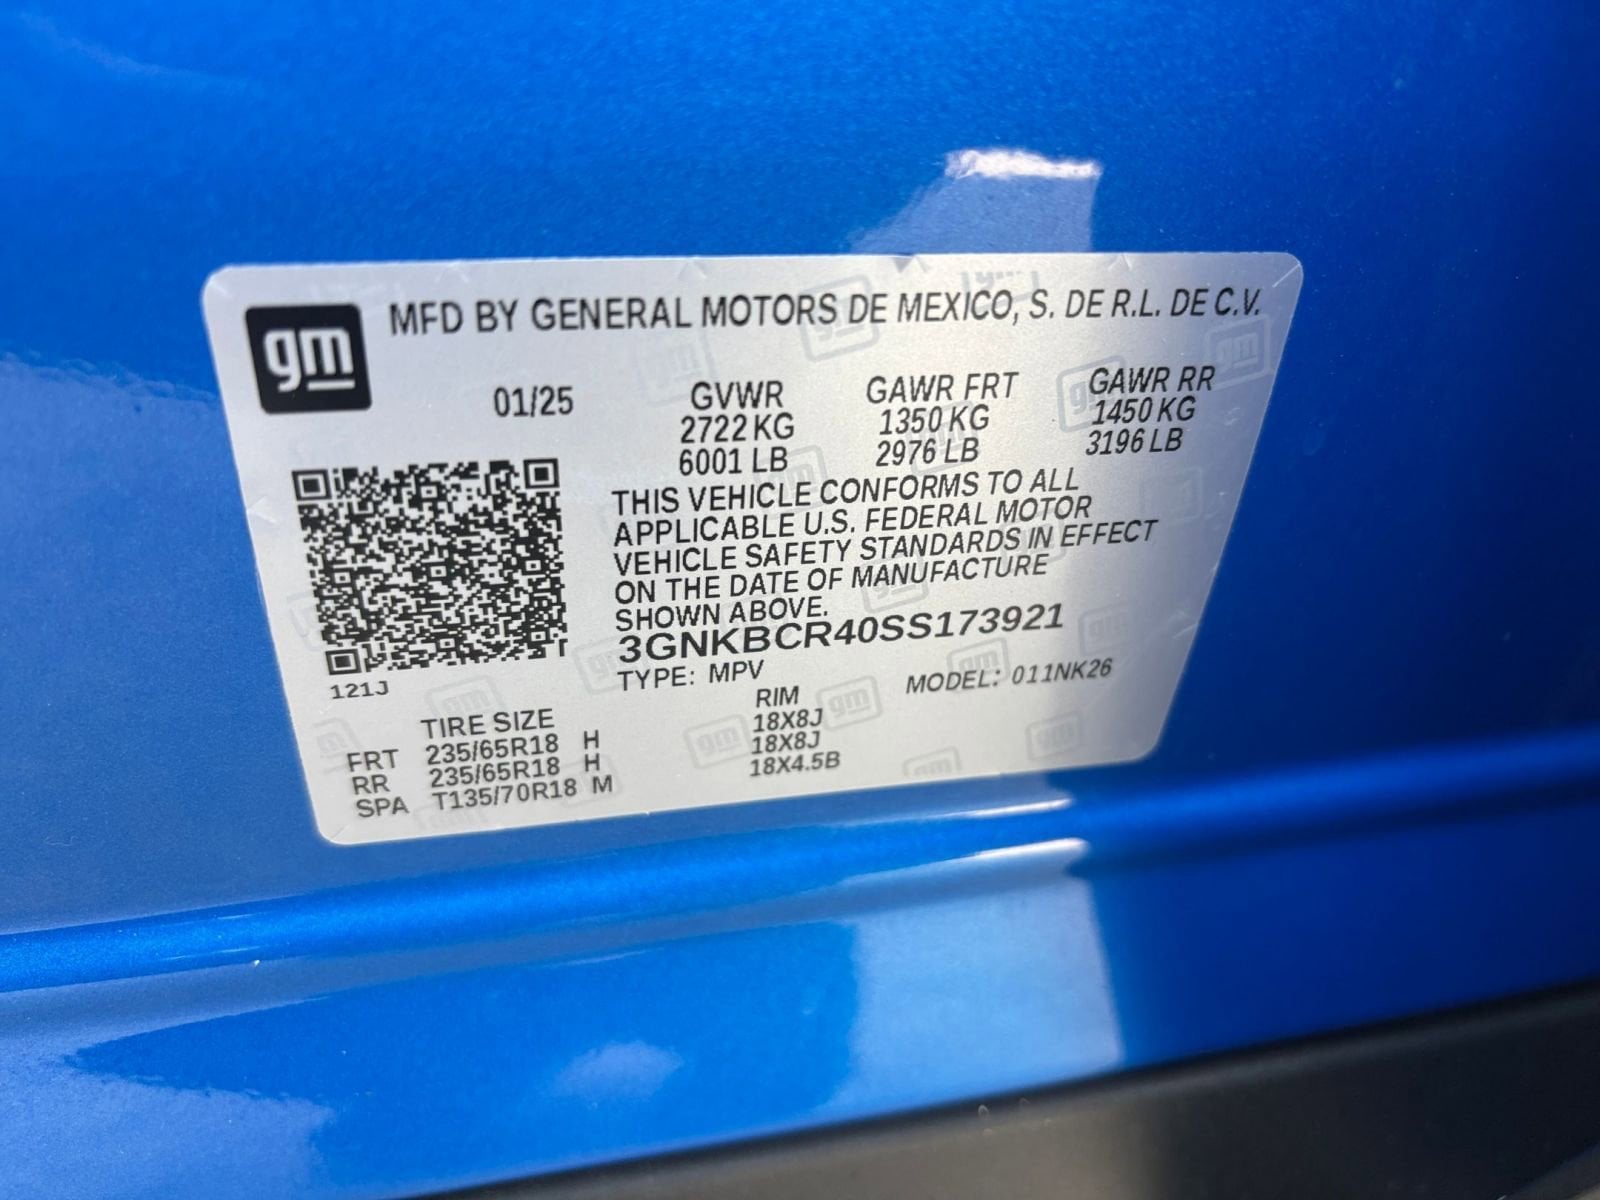 gm
MFD BY GENERAL MOTORS DE MEXICO, S. DE R.L. DE C.V.
01/25
GVWR GAWR FRT GAWR RR
2722 KG 1350 KG 1450 KG
6001 LB 2976 LB 3196 LB
THIS VEHICLE CONFORMS TO ALL
APPLICABLE U.S. FEDERAL MOTOR
VEHICLE SAFETY STANDARDS IN EFFECT
ON THE DATE OF MANUFACTURE
SHOWN ABOVE.
3GNKBCR40SS173921
TYPE: MPV MODEL: 011NK26
121J
TIRE SIZE RIM
FRT 235/65R18 H 18X8J
RR 235/65R18 H 18X8J
SPA T135/70R18 M 18X4.5B